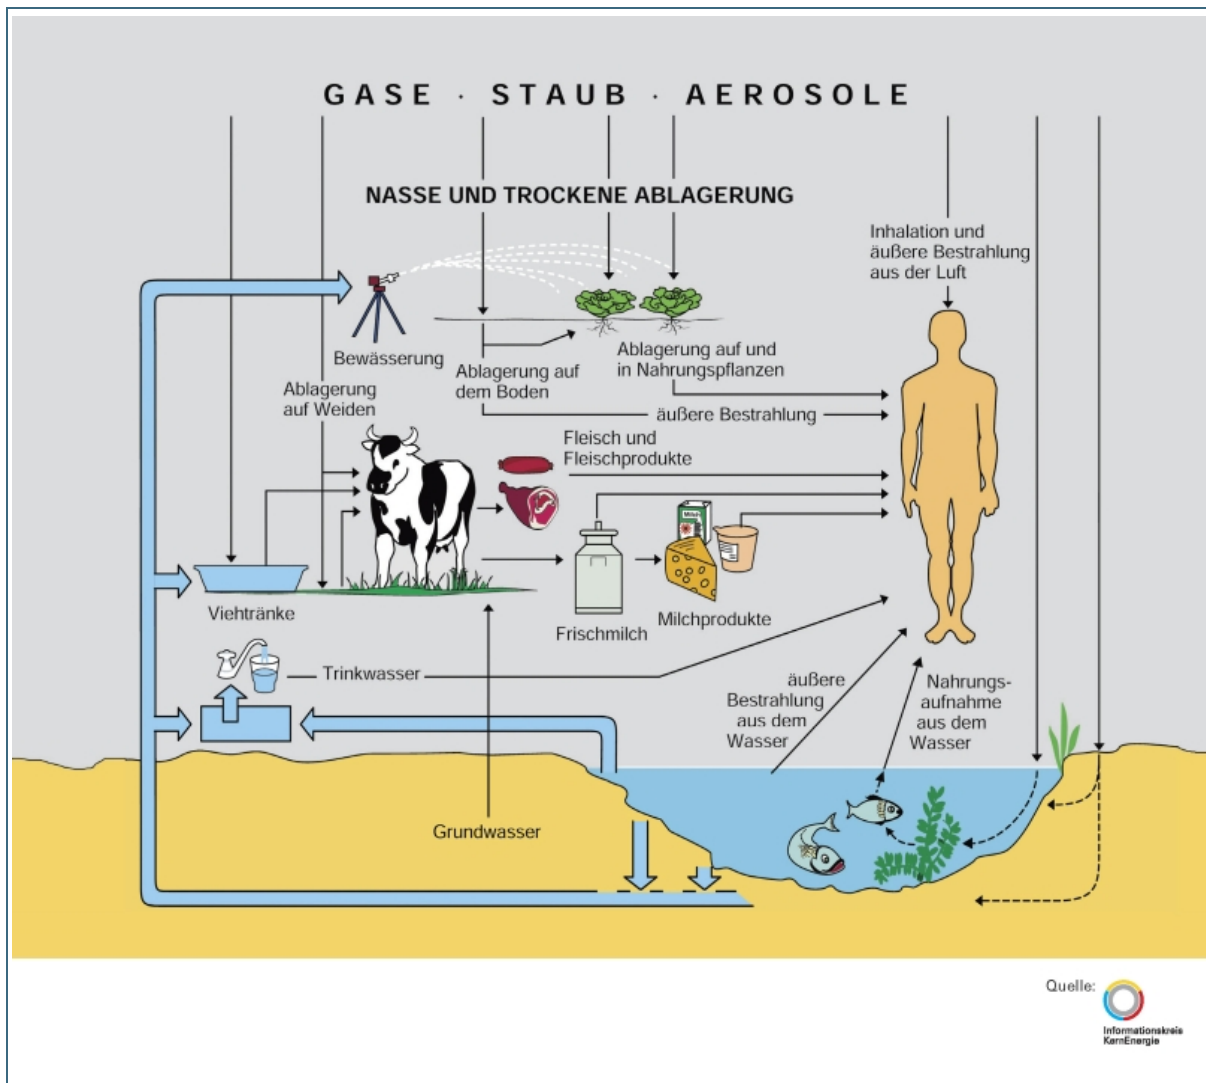 GASE · STAUB · AEROSOLE
NASSE UND TROCKENE ABLAGERUNG
Inhalation und
äußere Bestrahlung
aus der Luft
Bewässerung
Ablagerung auf und
in Nahrungspflanzen
Ablagerung auf
dem Boden
Ablagerung
auf Weiden
äußere Bestrahlung
Fleisch und
Fleischprodukte
Milch
Viehtränke
Frischmilch
Milchprodukte
Trinkwasser
äußere
Bestrahlung
aus dem
Wasser
Nahrungs-
aufnahme
aus dem
Wasser
Grundwasser
Quelle:
Informationskreis
KernEnergie